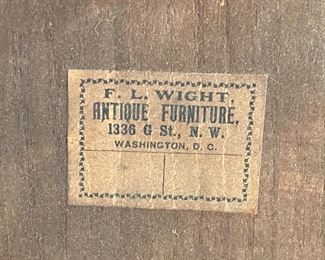 F. L. WIGHT,
ANTIQUE FURNITURE,
1336 G St., N. W.
WASHINGTON, D. C.